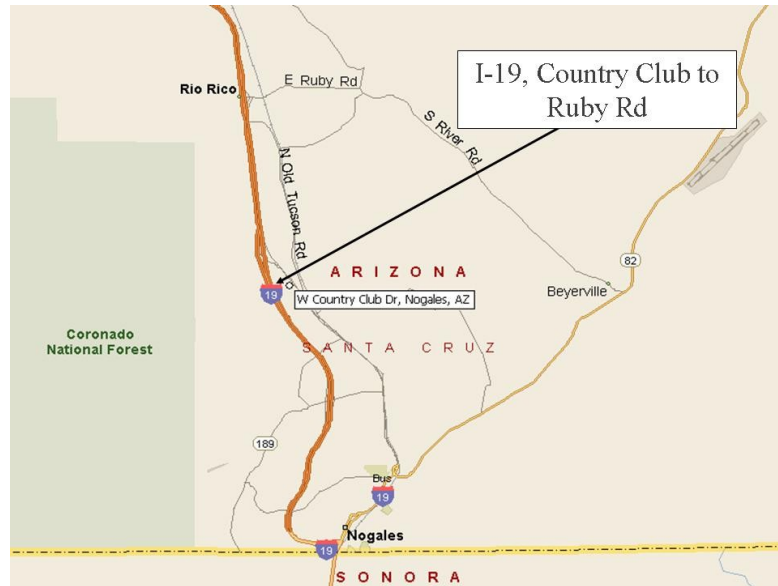 I-19, Country Club to
Ruby Rd
E Ruby Rd
Rio Rico
S River Rd
N Old Tucson Rd
82
ARIZONA
Beyerville
19
W Country Club Dr, Nogales, AZ
Coronado
National Forest
SANTA CRUZ
189
Bus
19
Nogales
19
SONORA